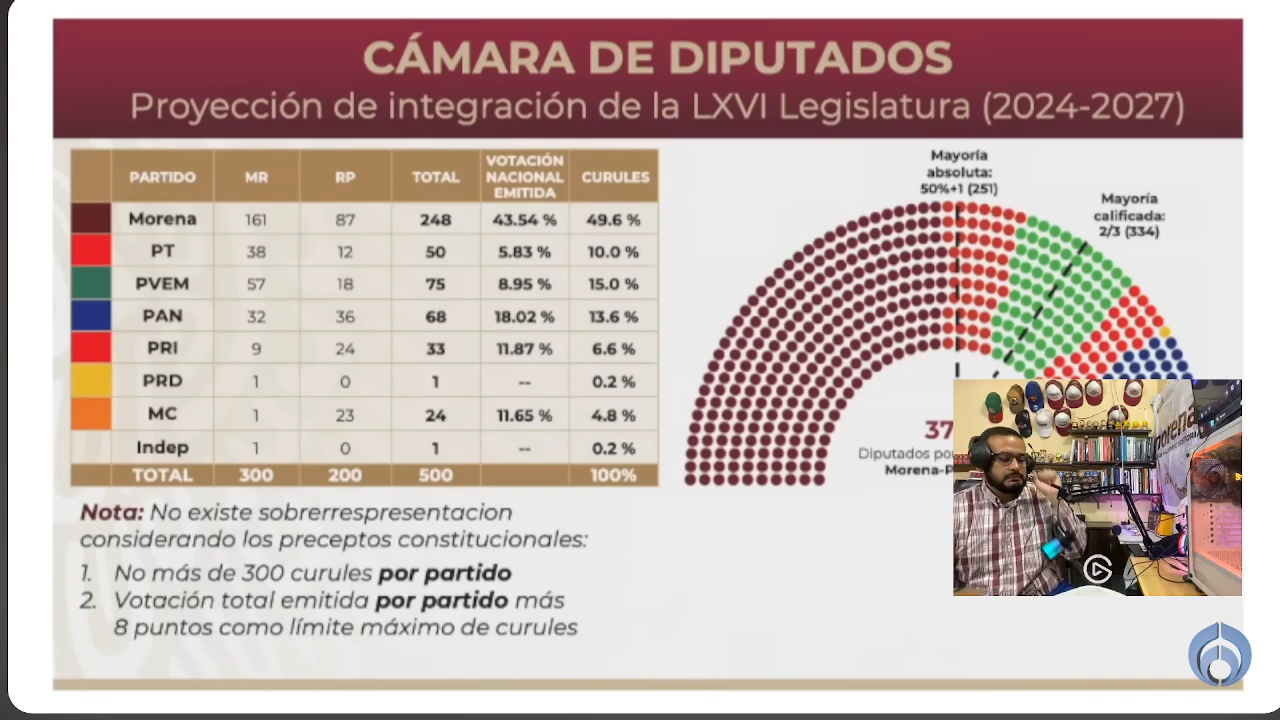 CÁMARA DE DIPUTADOS
Proyección de integración de la LXVI Legislatura (2024-2027)
PARTIDO MR RP TOTAL VOTACIÓN NACIONAL EMITIDA CURULES
Morena 161 87 248 43.54 % 49.6 %
PT 38 12 50 5.83 % 10.0 %
PVEM 57 18 75 8.95 % 15.0 %
PAN 32 36 68 18.02 % 13.6 %
PRI 9 24 33 11.87 % 6.6 %
PRD 1 0 1 -- 0.2 %
MC 1 23 24 11.65 % 4.8 %
Indep 1 0 1 -- 0.2 %
TOTAL 300 200 500 100%
Nota: No existe sobrerrespresentacion
considerando los preceptos constitucionales:
1. No más de 300 curules por partido
2. Votación total emitida por partido más
8 puntos como límite máximo de curules
Mayoría
absoluta:
50%+1 (251)
Mayoría
calificada:
2/3 (334)
37
Diputados po
Morena-P
morena